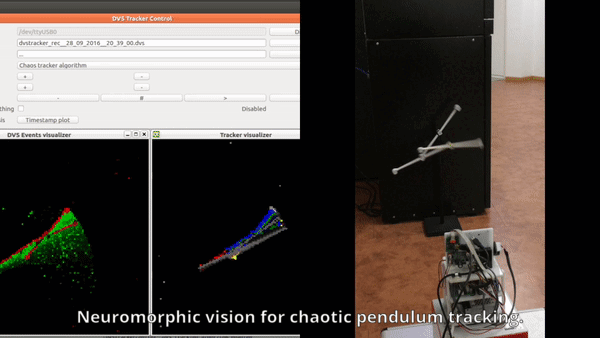 DVS Tracker Control
/dev/ttyUSB0
dvstracker_rec__28_09_2016__20_39_00.dvs
...
Chaos tracker algorithm
+ -
+ -
- # >
Disabled
Timestamp plot
DVS Events visualizer
Tracker visualizer
Neuromorphic vision for chaotic pendulum tracking.